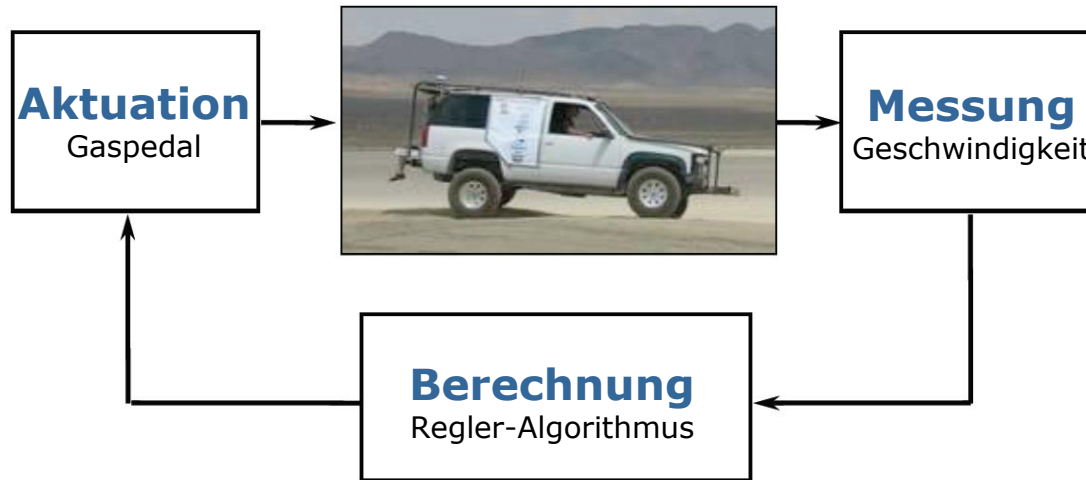 Aktuation
Gaspedal
Messung
Geschwindigkeit
Berechnung
Regler-Algorithmus